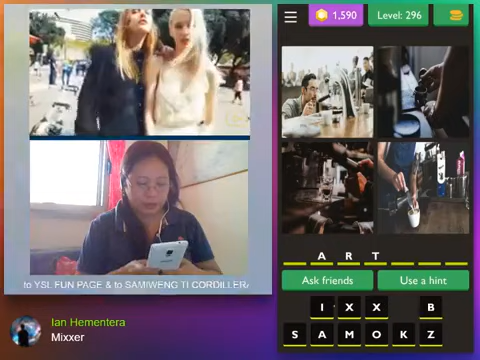 1,590
Level: 296
A R T
Ask friends
Use a hint
I X X B
S A M O K Z
to YSL FUN PAGE & to SAMIWENG TI CORDILLERA
Ian Hementera
Mixxer